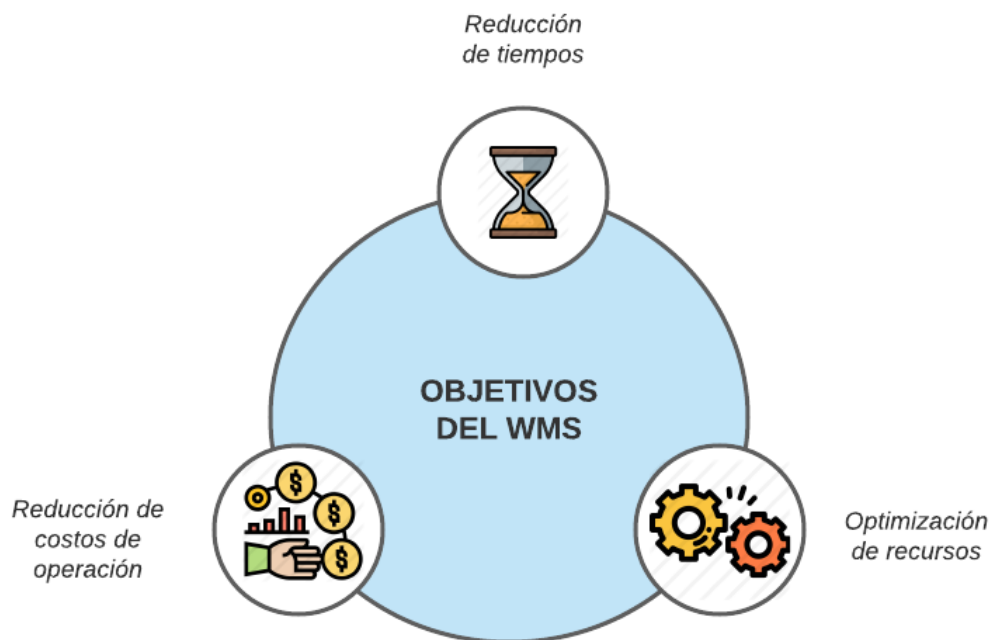 Reducción
de tiempos
OBJETIVOS
DEL WMS
Reducción de
costos de
operación
Optimización
de recursos